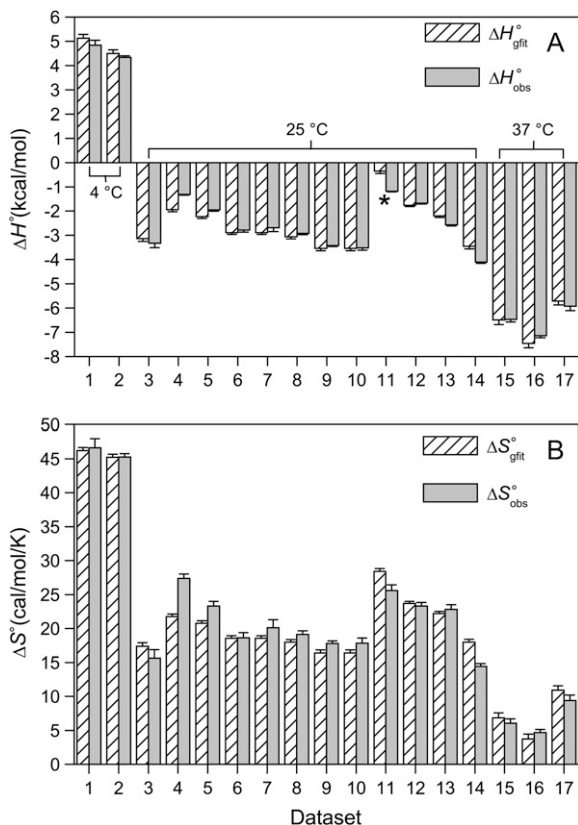 A
ΔH°gfit
ΔH°obs
ΔH°(kcal/mol)
6
5
4
3
2
1
0
-1
-2
-3
-4
-5
-6
-7
-8
4 °C
25 °C
37 °C
*
1 2 3 4 5 6 7 8 9 10 11 12 13 14 15 16 17
B
ΔS°gfit
ΔS°obs
ΔS°(cal/mol/K)
50
45
40
35
30
25
20
15
10
5
0
1 2 3 4 5 6 7 8 9 10 11 12 13 14 15 16 17
Dataset